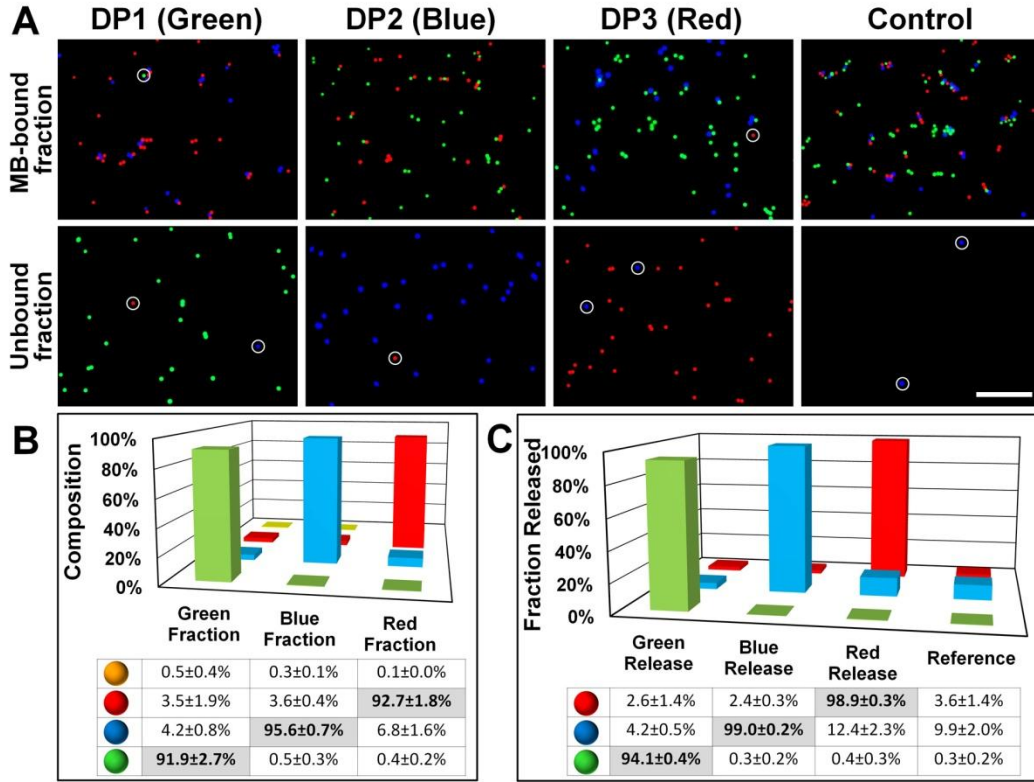 A
DP1 (Green) DP2 (Blue) DP3 (Red) Control
MB-bound
fraction
Unbound
fraction
B
Composition
100%
80%
60%
40%
20%
0%
Green
Fraction
Blue
Fraction
Red
Fraction
0.5±0.4% 0.3±0.1% 0.1±0.0%
3.5±1.9% 3.6±0.4% 92.7±1.8%
4.2±0.8% 95.6±0.7% 6.8±1.6%
91.9±2.7% 0.5±0.3% 0.4±0.2%
C
Fraction Released
100%
80%
60%
40%
20%
0%
Green
Release
Blue
Release
Red
Release
Reference
2.6±1.4% 2.4±0.3% 98.9±0.3% 3.6±1.4%
4.2±0.5% 99.0±0.2% 12.4±2.3% 9.9±2.0%
94.1±0.4% 0.3±0.2% 0.4±0.3% 0.3±0.2%